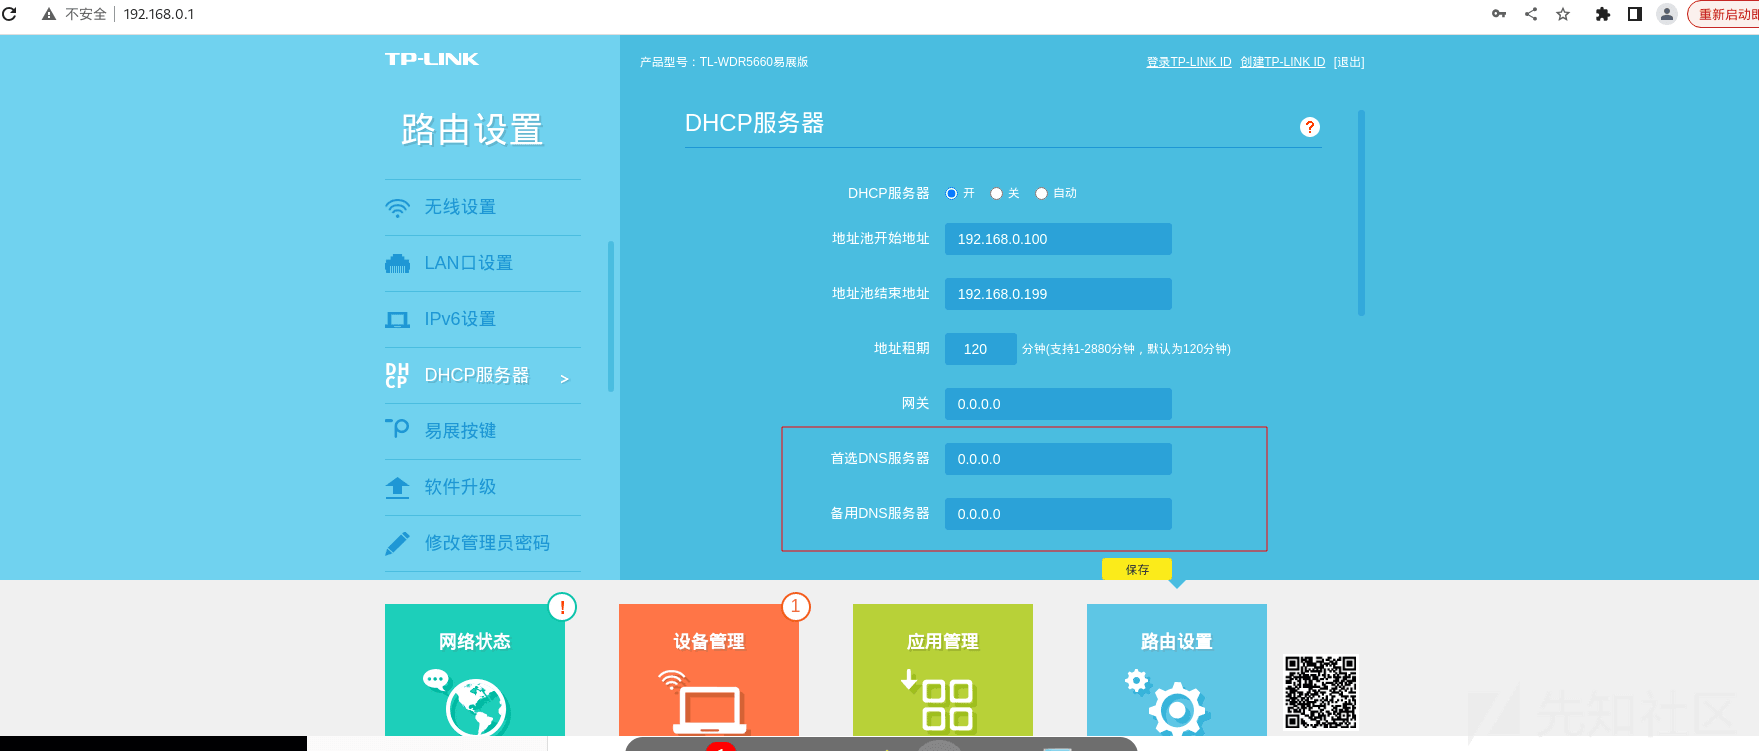 不安全 192.168.0.1
重新启动即
TP-LINK
产品型号：TL-WDR5660易展版
登录TP-LINK ID 创建TP-LINK ID [退出]
路由设置
无线设置
LAN口设置
IPv6设置
DH
CP
DHCP服务器 >
易展按键
软件升级
修改管理员密码
DHCP服务器
?
DHCP服务器 开 关 自动
地址池开始地址 192.168.0.100
地址池结束地址 192.168.0.199
地址租期 120 分钟(支持1-2880分钟，默认为120分钟)
网关 0.0.0.0
首选DNS服务器 0.0.0.0
备用DNS服务器 0.0.0.0
保存
网络状态 !
设备管理 1
应用管理
路由设置
先知社区